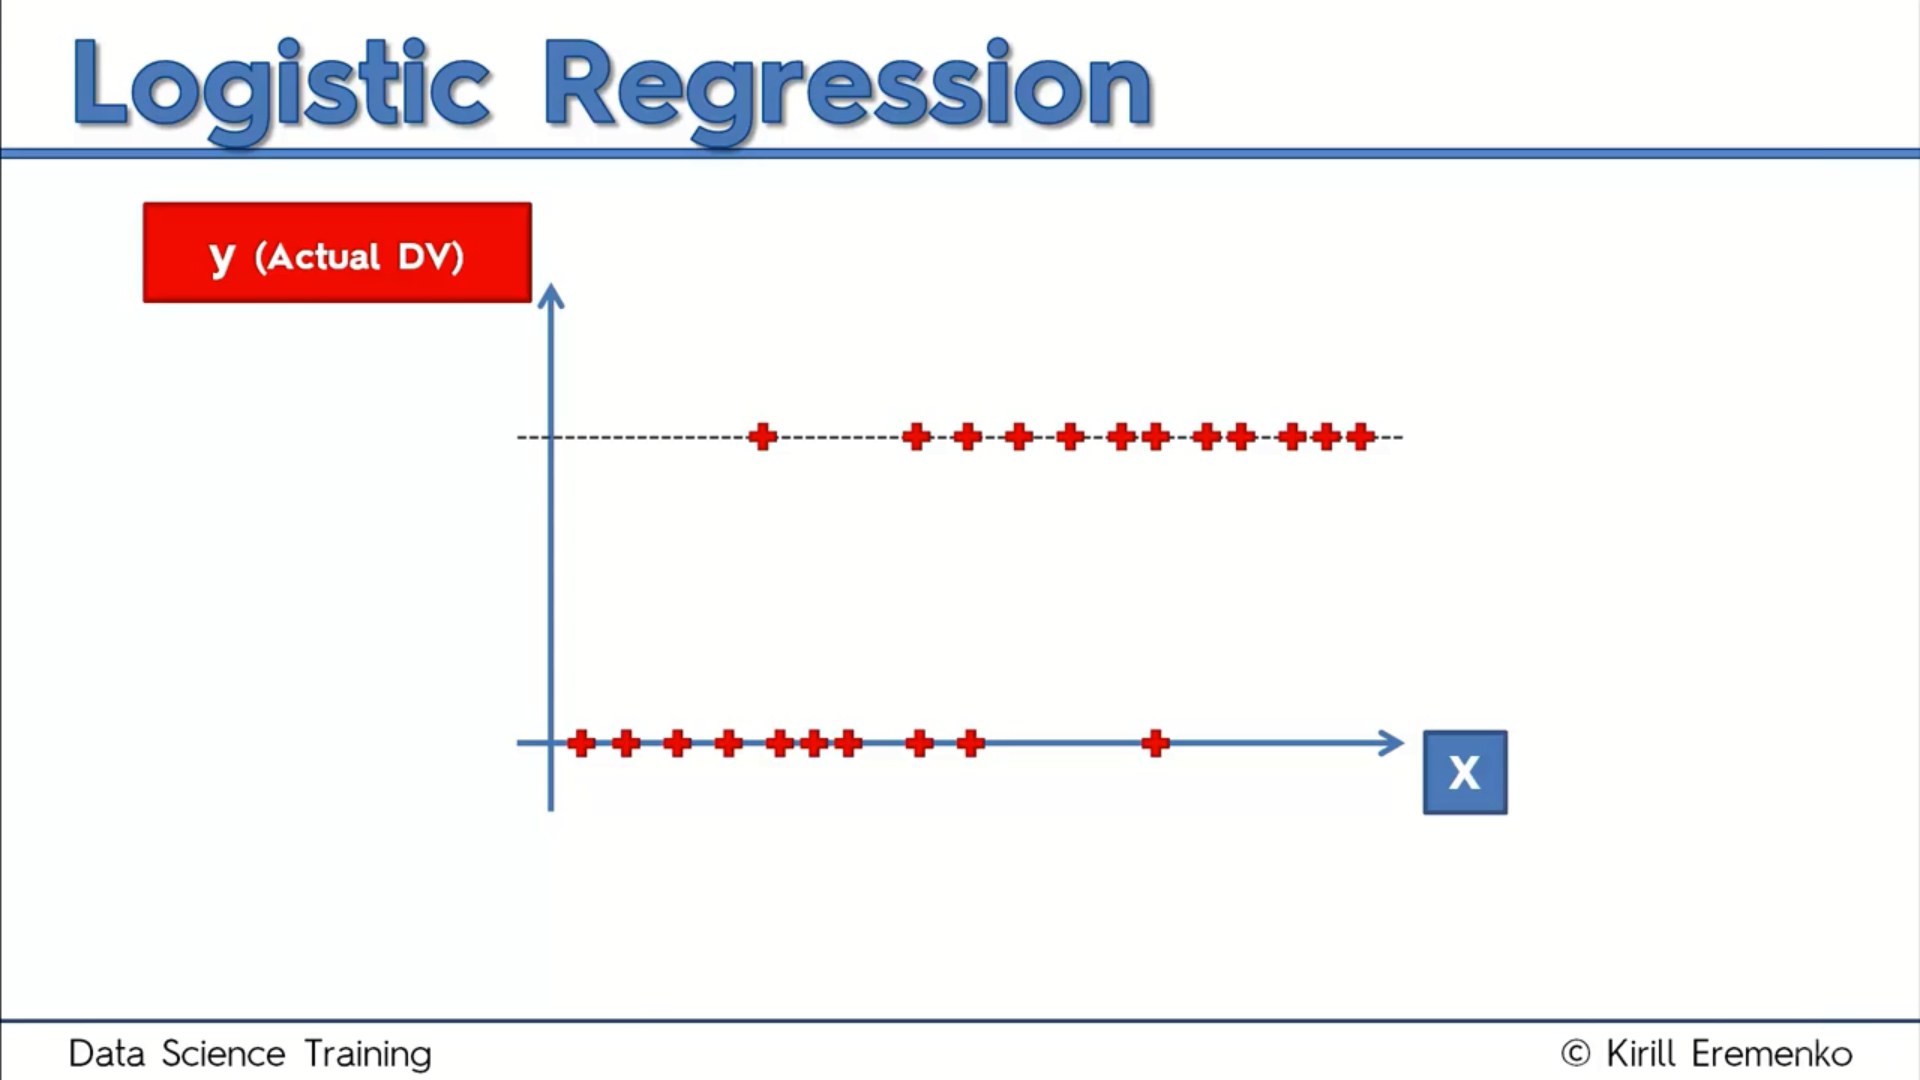 Logistic Regression
y (Actual DV)
X
Data Science Training
© Kirill Eremenko